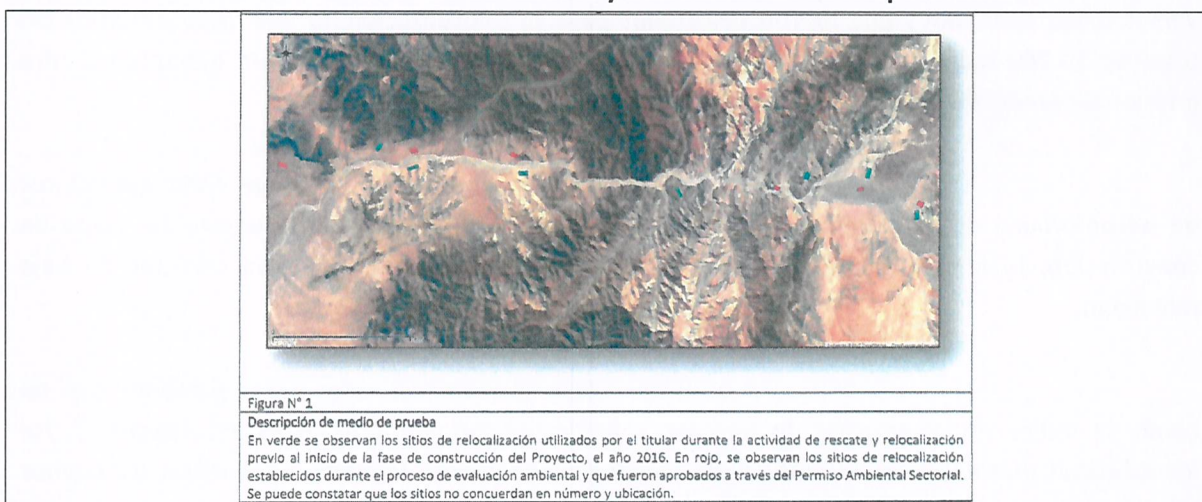 Figura N° 1
Descripción de medio de prueba
En verde se observan los sitios de relocalización utilizados por el titular durante la actividad de rescate y relocalización
previo al inicio de la fase de construcción del Proyecto, el año 2016. En rojo, se observan los sitios de relocalización
establecidos durante el proceso de evaluación ambiental y que fueron aprobados a través del Permiso Ambiental Sectorial.
Se puede constatar que los sitios no concuerdan en número y ubicación.